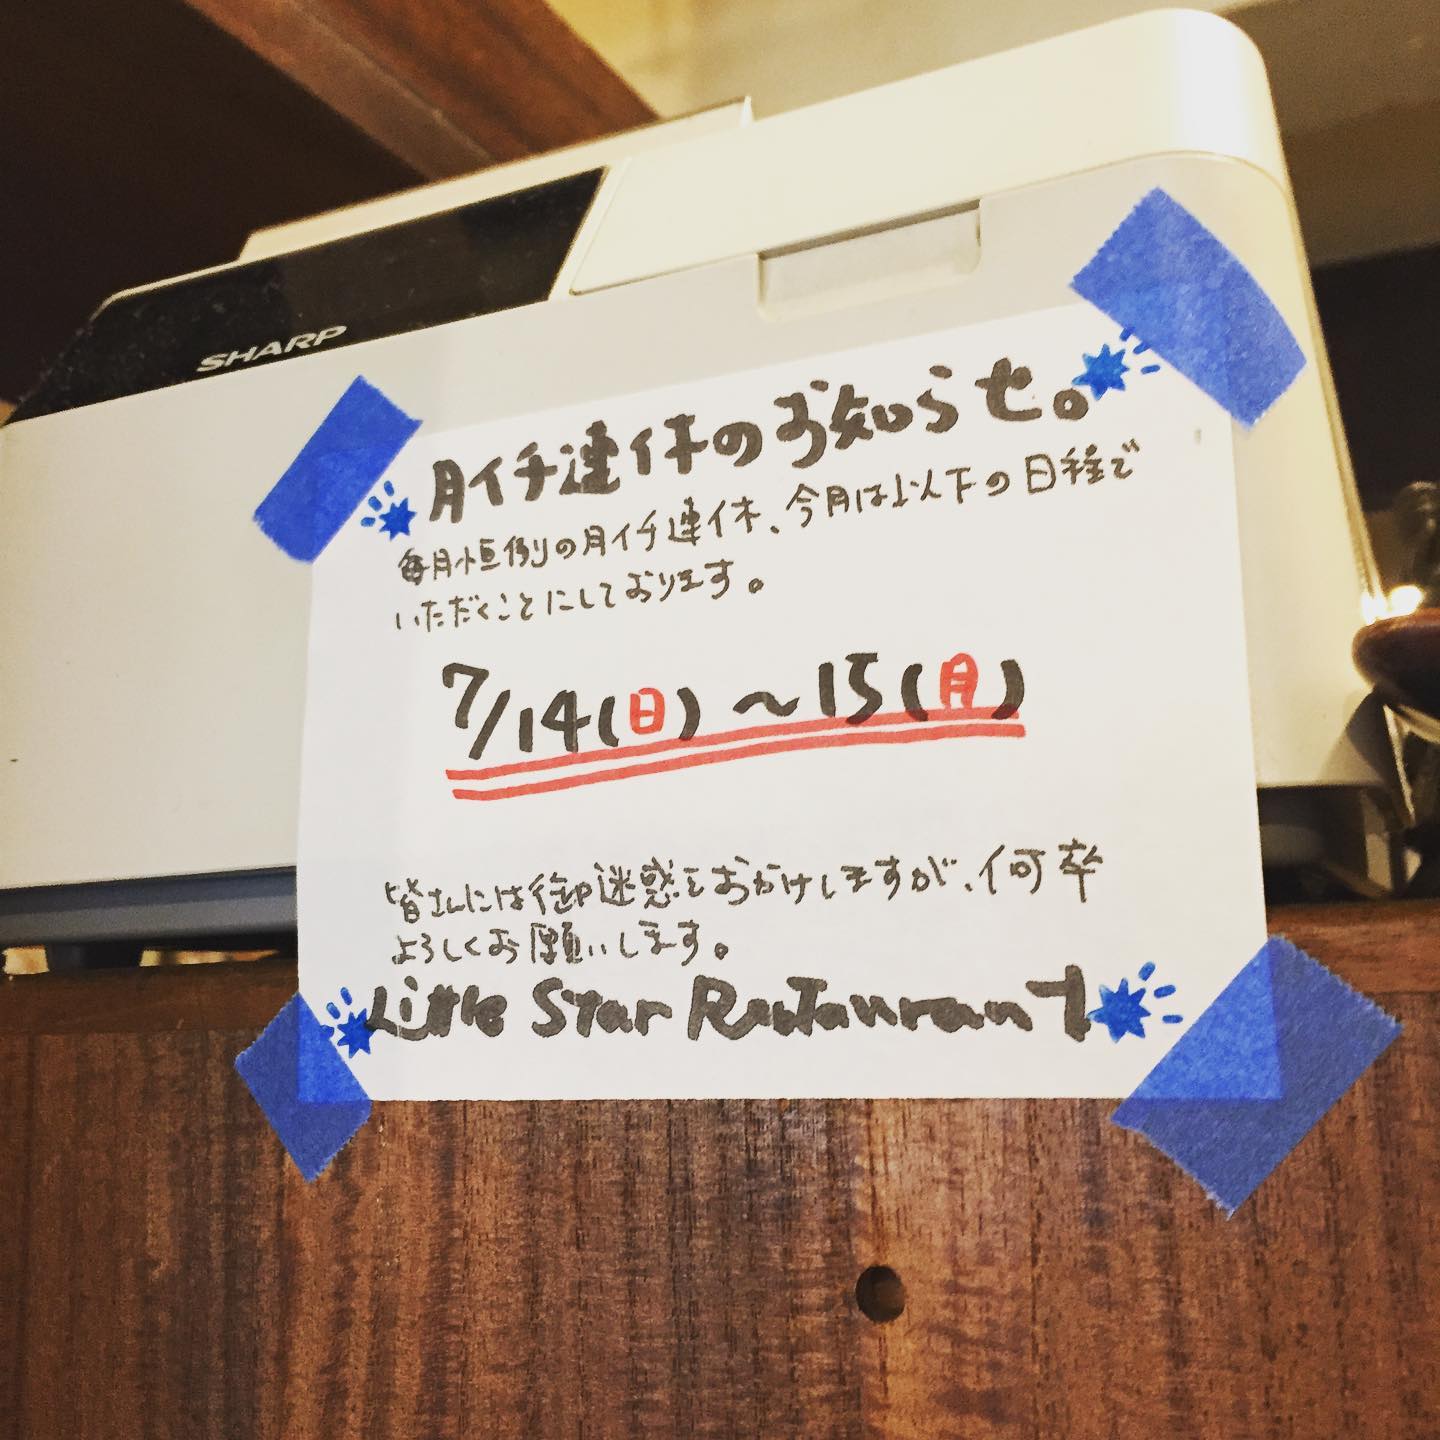 SHARP
月イチ連休のお知らせ。
毎月恒例の月イチ連休、今月は以下の日程で
いただくことにしております。
7/14(日)～15(月)
皆さんには御迷惑をおかけしますが、何卒
よろしくお願いします。
Little Star Restaurant